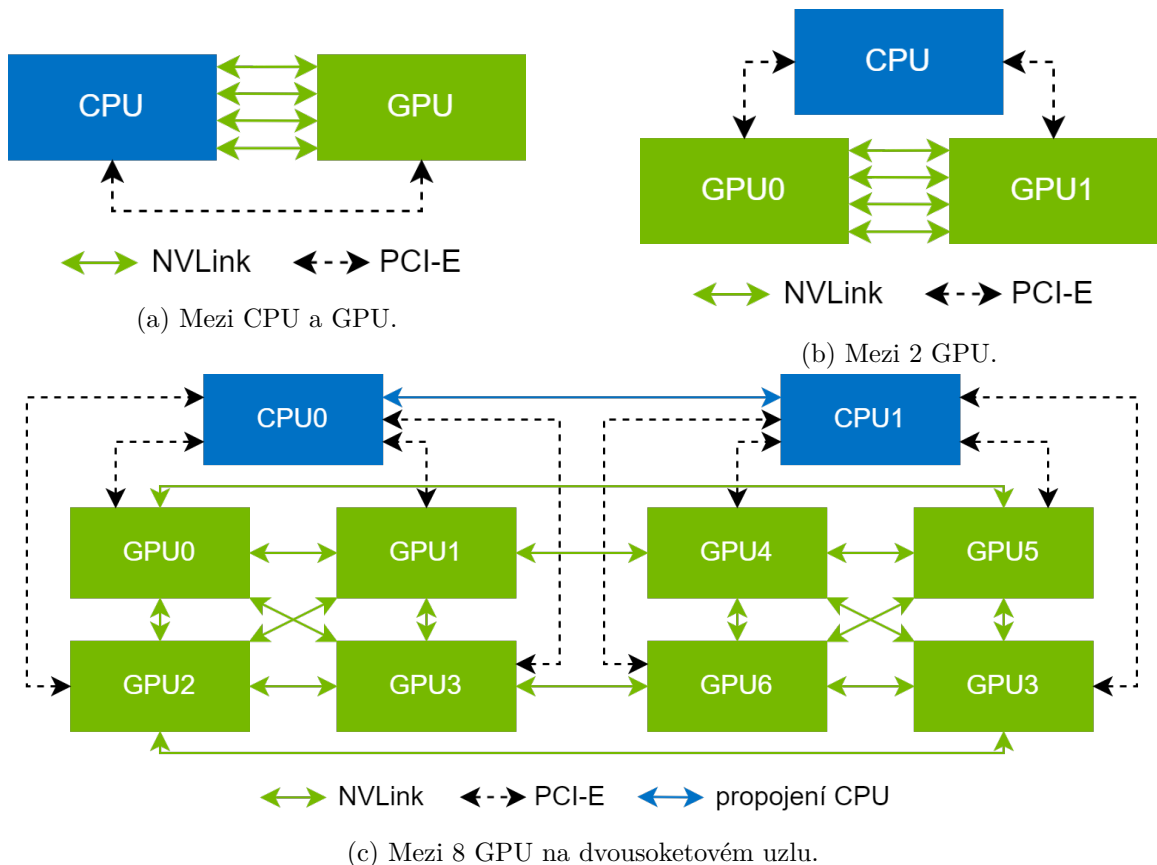 CPU
GPU
NVLink PCI-E
(a) Mezi CPU a GPU.
CPU
GPU0 GPU1
NVLink PCI-E
(b) Mezi 2 GPU.
CPU0 CPU1
GPU0 GPU1 GPU4 GPU5
GPU2 GPU3 GPU6 GPU3
NVLink PCI-E propojení CPU
(c) Mezi 8 GPU na dvousoketovém uzlu.